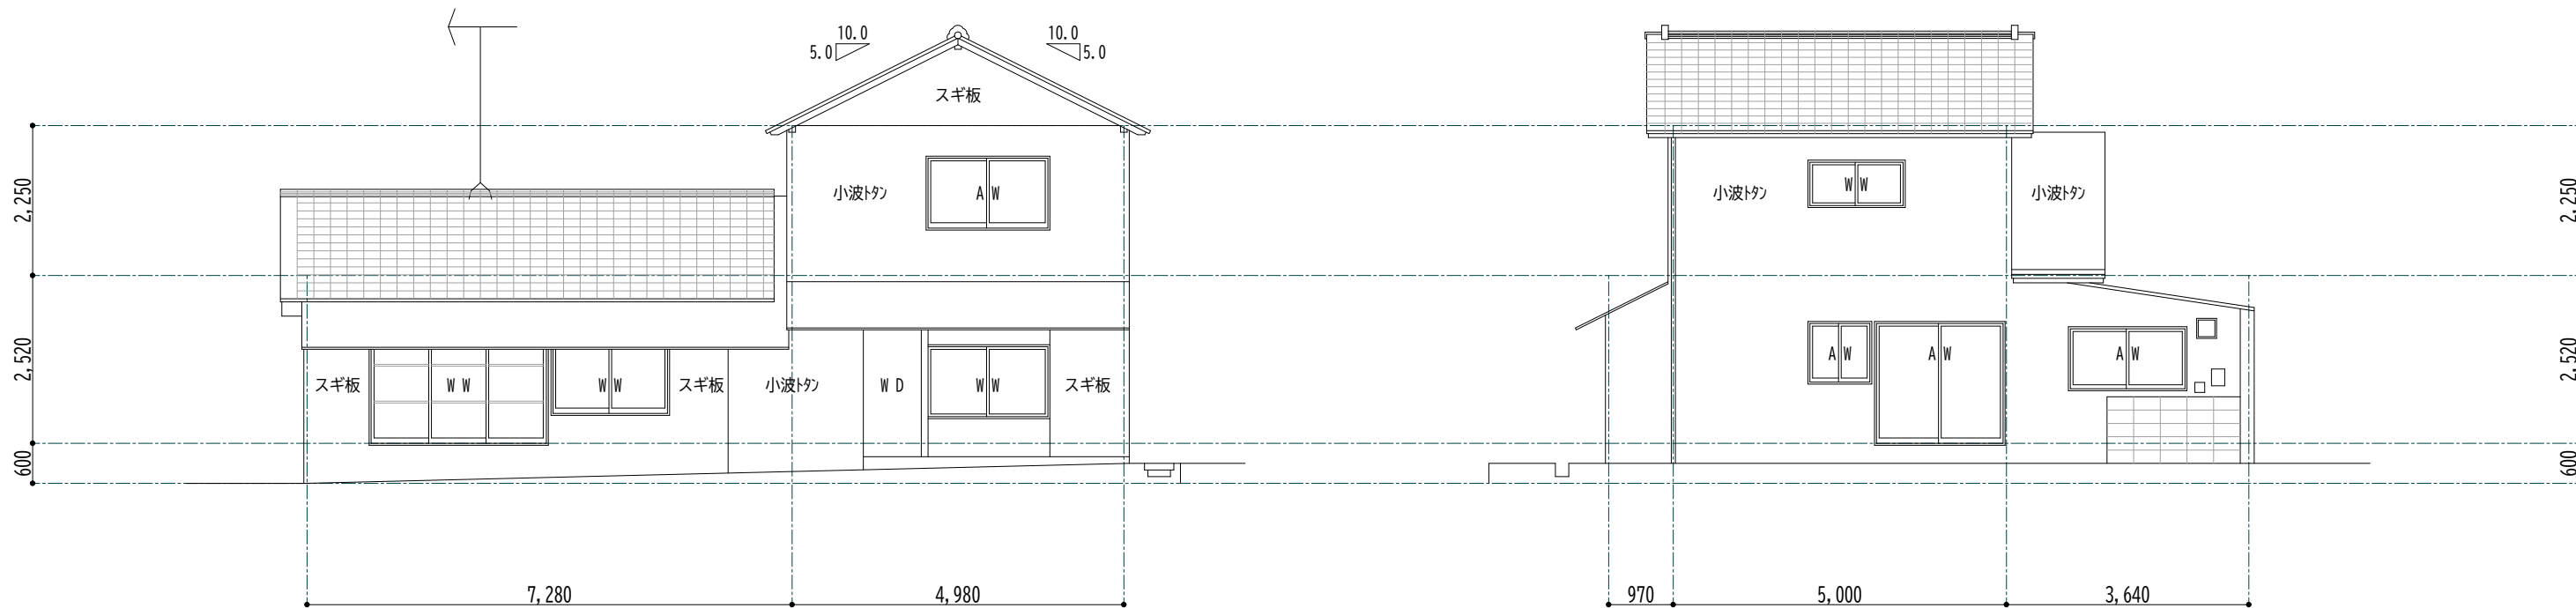 10.0
5.0
10.0
5.0
スギ板
2,250
小波トタン
A W
小波トタン
W W
小波トタン
2,250
2,520
スギ板
W W
W W
スギ板
小波トタン
W D
W W
スギ板
A W
A W
A W
2,520
600
600
7,280
4,980
970
5,000
3,640